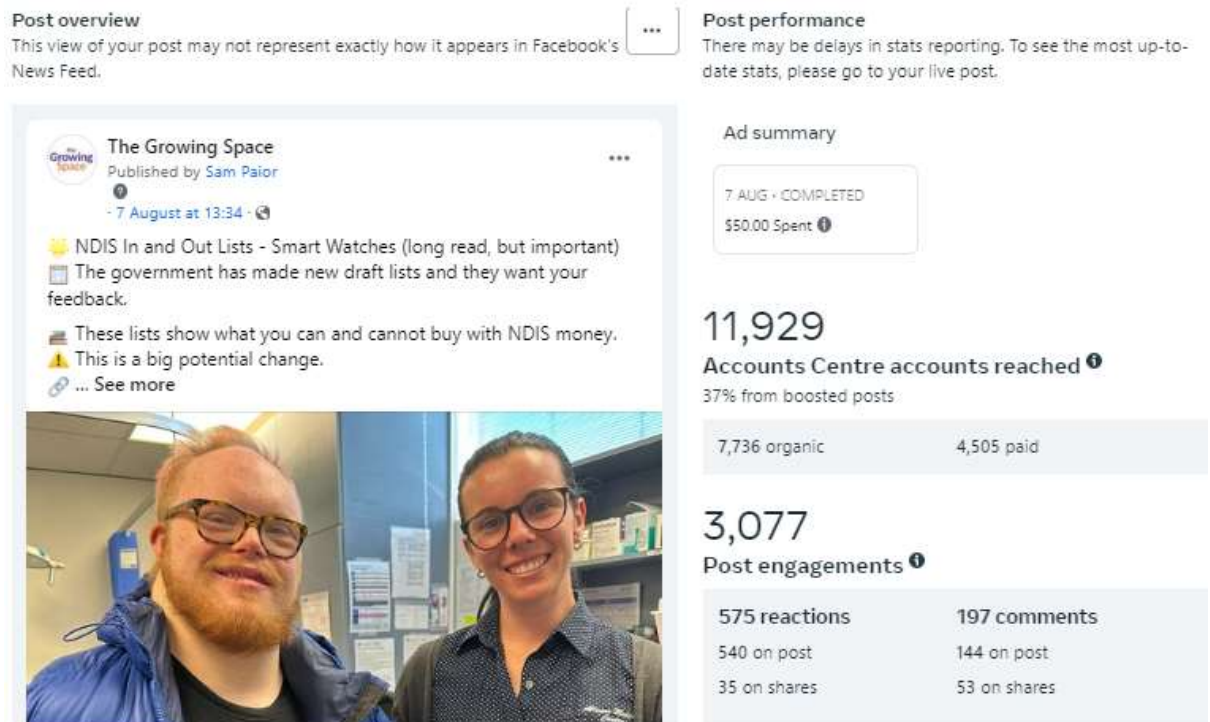 Post overview
This view of your post may not represent exactly how it appears in Facebook's
News Feed.
...
The Growing Space
Growing
Space
Published by Sam Paior
· 7 August at 13:34 ·
...
NDIS In and Out Lists - Smart Watches (long read, but important)
The government has made new draft lists and they want your
feedback.
These lists show what you can and cannot buy with NDIS money.
This is a big potential change.
... See more
Post performance
There may be delays in stats reporting. To see the most up-to-
date stats, please go to your live post.
Ad summary
7 AUG • COMPLETED
$50.00 Spent
11,929
Accounts Centre accounts reached
37% from boosted posts
7,736 organic 4,505 paid
3,077
Post engagements
575 reactions 197 comments
540 on post 144 on post
35 on shares 53 on shares